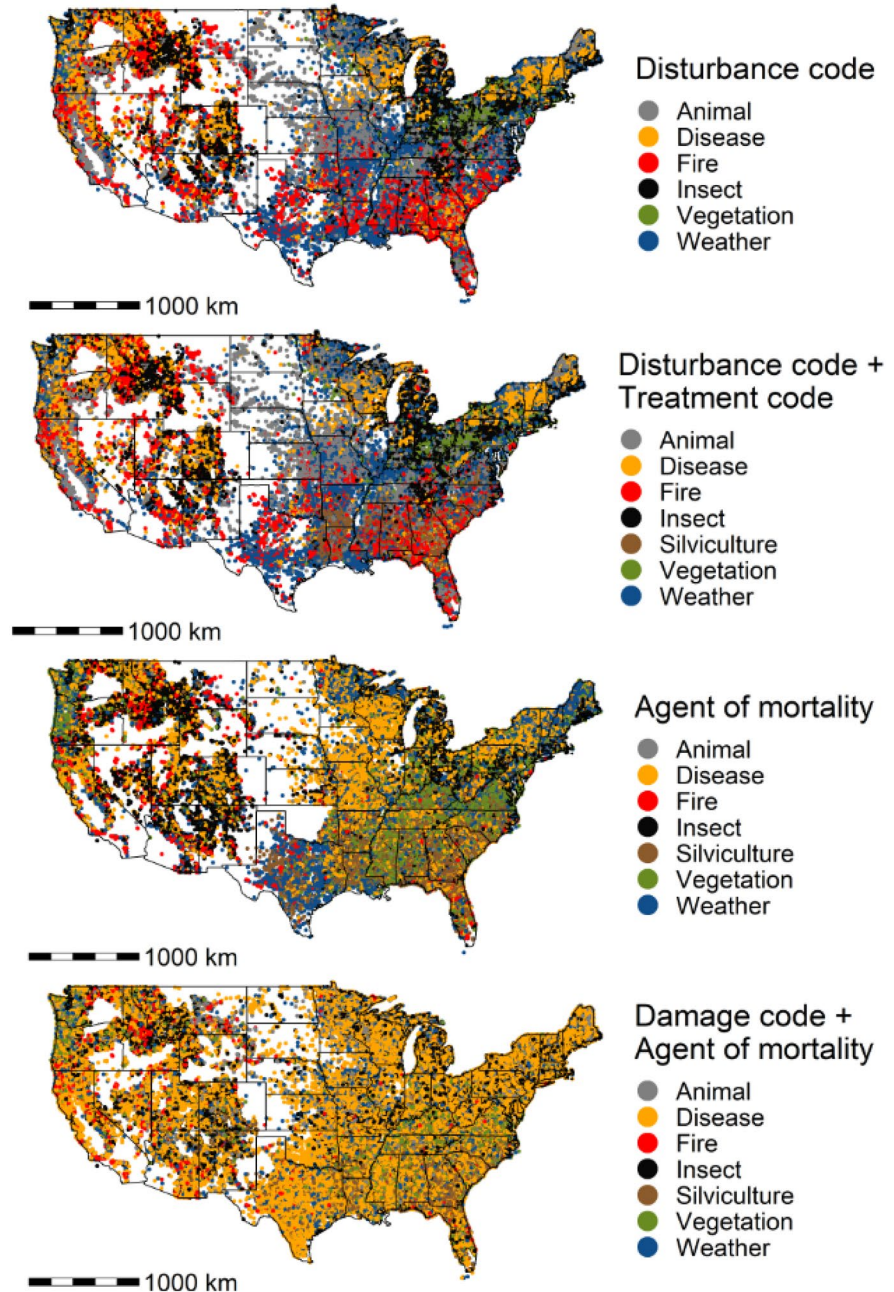 Disturbance code
Animal
Disease
Fire
Insect
Vegetation
Weather
1000 km
Disturbance code +
Treatment code
Animal
Disease
Fire
Insect
Silviculture
Vegetation
Weather
1000 km
Agent of mortality
Animal
Disease
Fire
Insect
Silviculture
Vegetation
Weather
1000 km
Damage code +
Agent of mortality
Animal
Disease
Fire
Insect
Silviculture
Vegetation
Weather
1000 km